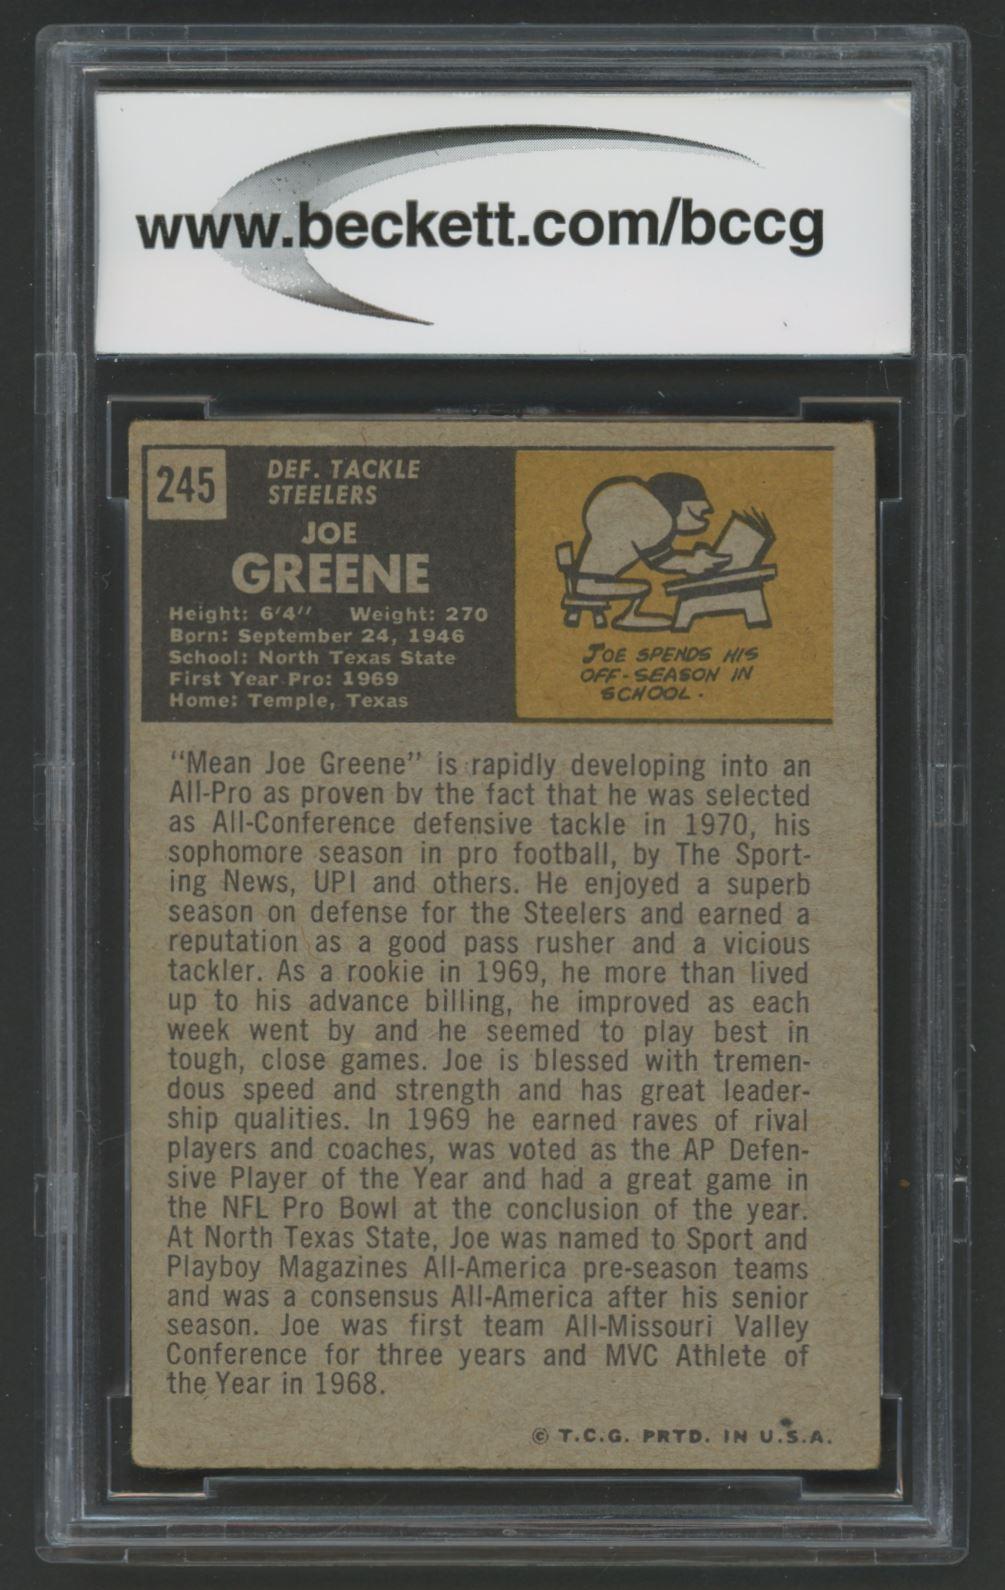 www.beckett.com/bccg
245
DEF. TACKLE
STEELERS
JOE
GREENE
Height: 6'4" Weight: 270
Born: September 24, 1946
School: North Texas State
First Year Pro: 1969
Home: Temple, Texas
JOE SPENDS HIS
OFF-SEASON IN
SCHOOL.
"Mean Joe Greene" is rapidly developing into an
All-Pro as proven by the fact that he was selected
as All-Conference defensive tackle in 1970, his
sophomore season in pro football, by The Sport-
ing News, UPI and others. He enjoyed a superb
season on defense for the Steelers and earned a
reputation as a good pass rusher and a vicious
tackler. As a rookie in 1969, he more than lived
up to his advance billing, he improved as each
week went by and he seemed to play best in
tough, close games. Joe is blessed with tremen-
dous speed and strength and has great leader-
ship qualities. In 1969 he earned raves of rival
players and coaches, was voted as the AP Defen-
sive Player of the Year and had a great game in
the NFL Pro Bowl at the conclusion of the year.
At North Texas State, Joe was named to Sport and
Playboy Magazines All-America pre-season teams
and was a consensus All-America after his senior
season. Joe was first team All-Missouri Valley
Conference for three years and MVC Athlete of
the Year in 1968.
© T.C.G. PRTD. IN U.S.A.